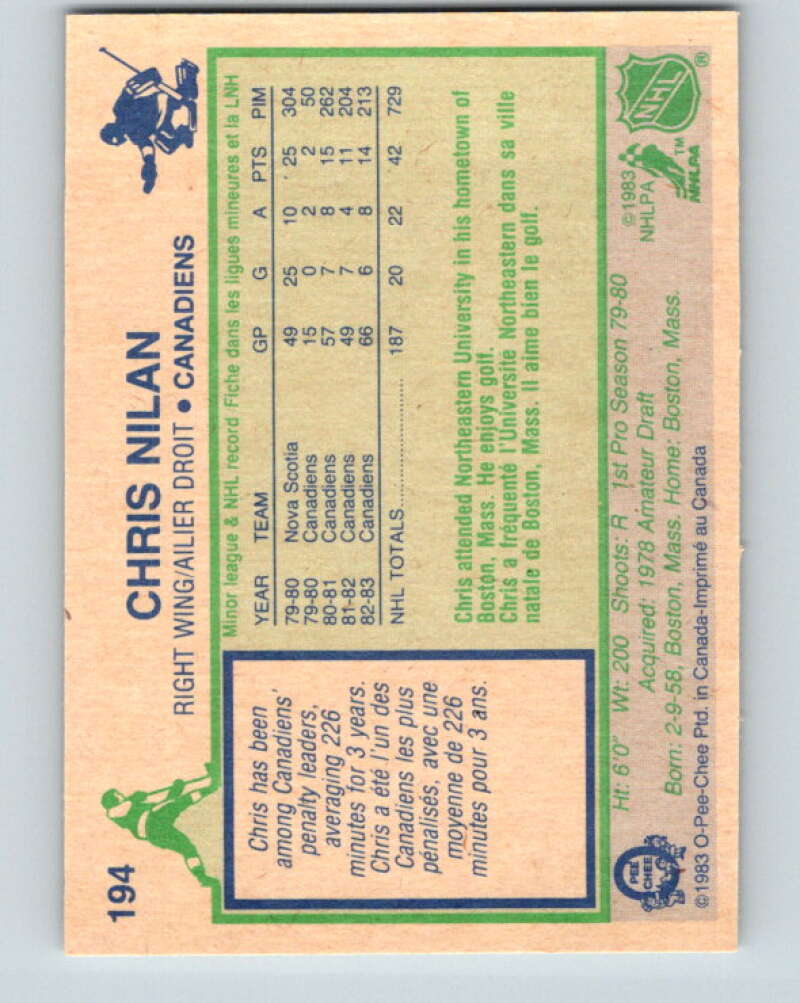 194
CHRIS NILAN
RIGHT WING/AILIER DROIT • CANADIENS
Chris has been
among Canadiens'
penalty leaders,
averaging 226
minutes for 3 years.
Chris a été l'un des
Canadiens les plus
pénalisés, avec une
moyenne de 226
minutes pour 3 ans.
Minor league & NHL record/Fiche dans les ligues mineures et la LNH
YEAR TEAM GP G A PTS PIM
79-80 Nova Scotia 49 25 10 25 304
79-80 Canadiens 15 0 2 2 50
80-81 Canadiens 57 7 8 15 262
81-82 Canadiens 49 7 4 11 204
82-83 Canadiens 66 6 8 14 213
NHL TOTALS.......................... 187 20 22 42 729
Chris attended Northeastern University in his hometown of
Boston, Mass. He enjoys golf.
Chris a fréquenté l'Université Northeastern dans sa ville
natale de Boston, Mass. Il aime bien le golf.
Ht: 6'0" Wt: 200 Shoots: R 1st Pro Season 79-80
Acquired: 1978 Amateur Draft
Born: 2-9-58, Boston, Mass. Home: Boston, Mass.
©1983 O-Pee-Chee Ptd. in Canada-Imprimé au Canada
O
PEE
CHEE
©1983
NHLPA
NHLPA
TM
NHL
®